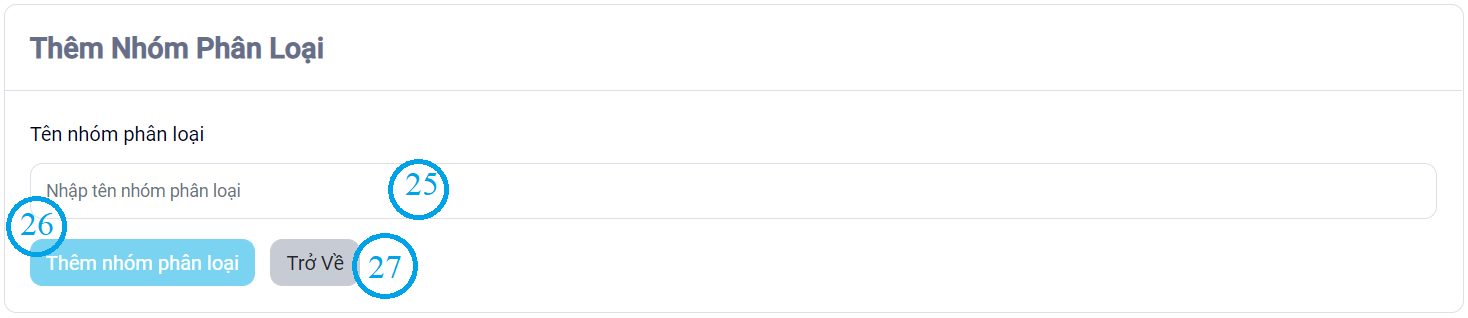 Thêm Nhóm Phân Loại
Tên nhóm phân loại
Nhập tên nhóm phân loại
25
26
Thêm nhóm phân loại
Trở Về
27